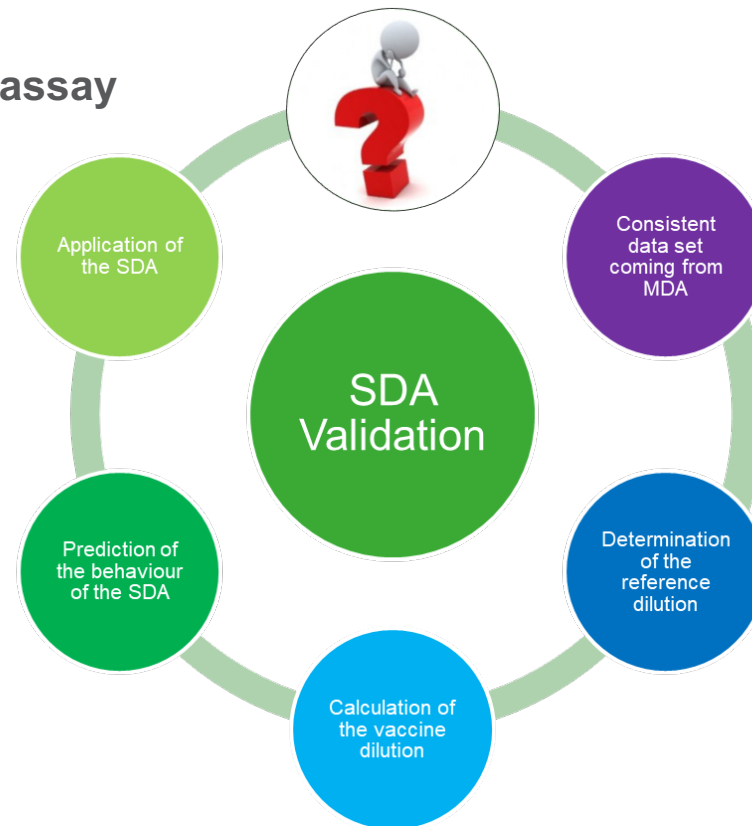 assay
Consistent
data set
coming from
MDA
Application of
the SDA
SDA
Validation
Determination
of the
reference
dilution
Prediction of
the behaviour
of the SDA
Calculation of
the vaccine
dilution